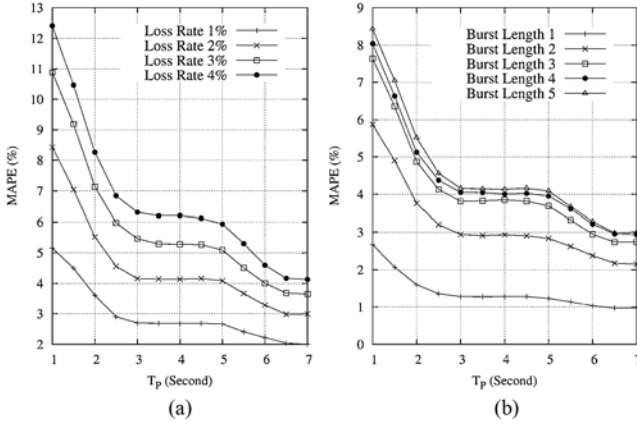 13
12
11
10
9
8
7
6
5
4
3
2
MAPE (%)
Loss Rate 1%
Loss Rate 2%
Loss Rate 3%
Loss Rate 4%
1 2 3 4 5 6 7
TP (Second)
(a)
9
8
7
6
5
4
3
2
1
0
MAPE (%)
Burst Length 1
Burst Length 2
Burst Length 3
Burst Length 4
Burst Length 5
1 2 3 4 5 6 7
TP (Second)
(b)